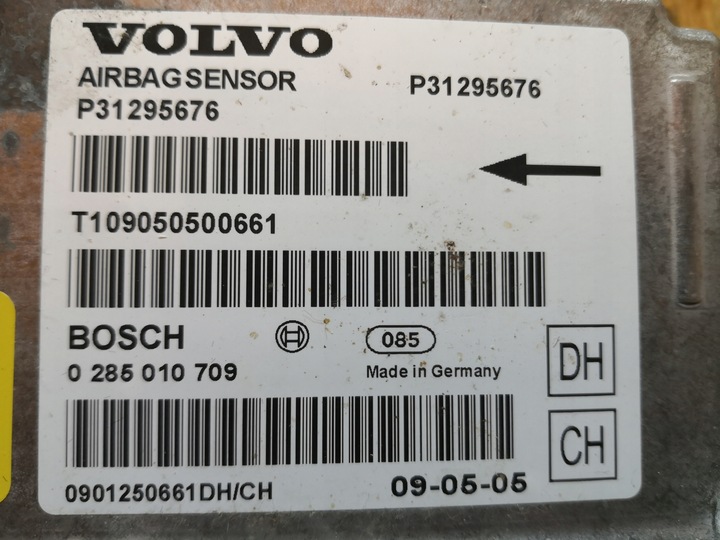 VOLVO
AIRBAG SENSOR P31295676
P31295676
T109050500661
BOSCH 085
0 285 010 709 Made in Germany
DH
CH
0901250661DH/CH 09-05-05